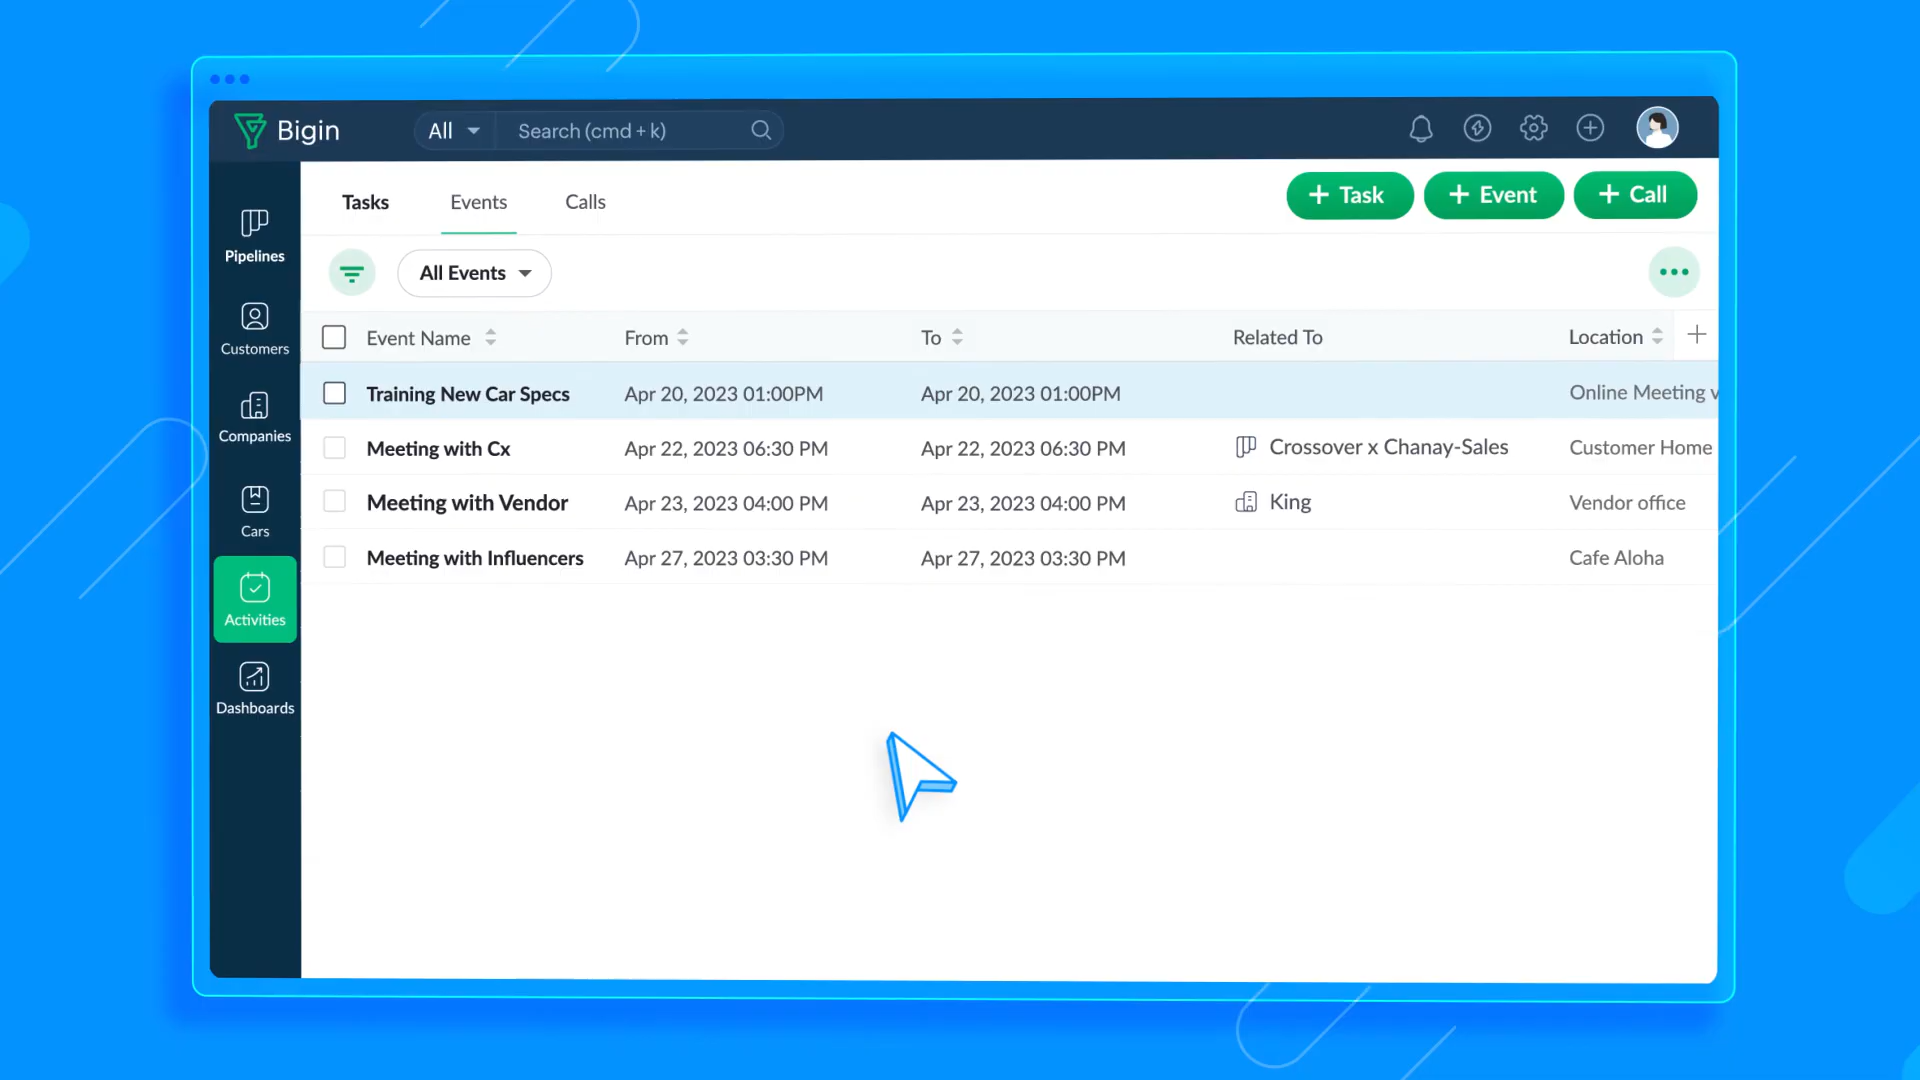 Bigin
All
Search (cmd + k)
Pipelines
Customers
Companies
Cars
Activities
Dashboards
Tasks Events Calls
+ Task + Event + Call
All Events
Event Name From To Related To Location
Training New Car Specs Apr 20, 2023 01:00PM Apr 20, 2023 01:00PM Online Meeting v
Meeting with Cx Apr 22, 2023 06:30 PM Apr 22, 2023 06:30 PM Crossover x Chanay-Sales Customer Home
Meeting with Vendor Apr 23, 2023 04:00 PM Apr 23, 2023 04:00 PM King Vendor office
Meeting with Influencers Apr 27, 2023 03:30 PM Apr 27, 2023 03:30 PM Cafe Aloha